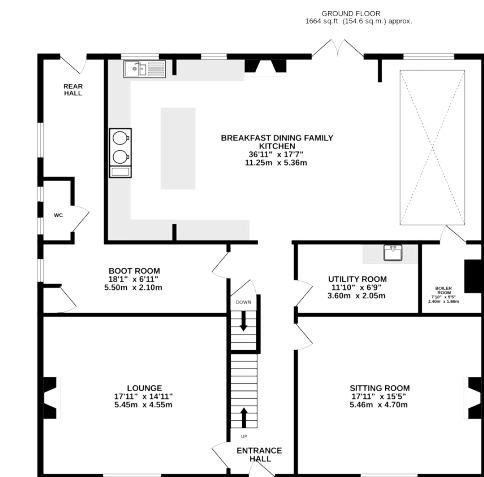 GROUND FLOOR
1664 sq.ft. (154.6 sq.m.) approx.
REAR
HALL
BREAKFAST DINING FAMILY
KITCHEN
36'11" x 17'7"
11.25m x 5.36m
WC
BOOT ROOM
18'1" x 6'11"
5.50m x 2.10m
DOWN
UTILITY ROOM
11'10" x 6'9"
3.60m x 2.05m
BOILER
ROOM
LOUNGE
17'11" x 14'11"
5.45m x 4.55m
SITTING ROOM
17'11" x 15'5"
5.46m x 4.70m
UP
ENTRANCE
HALL